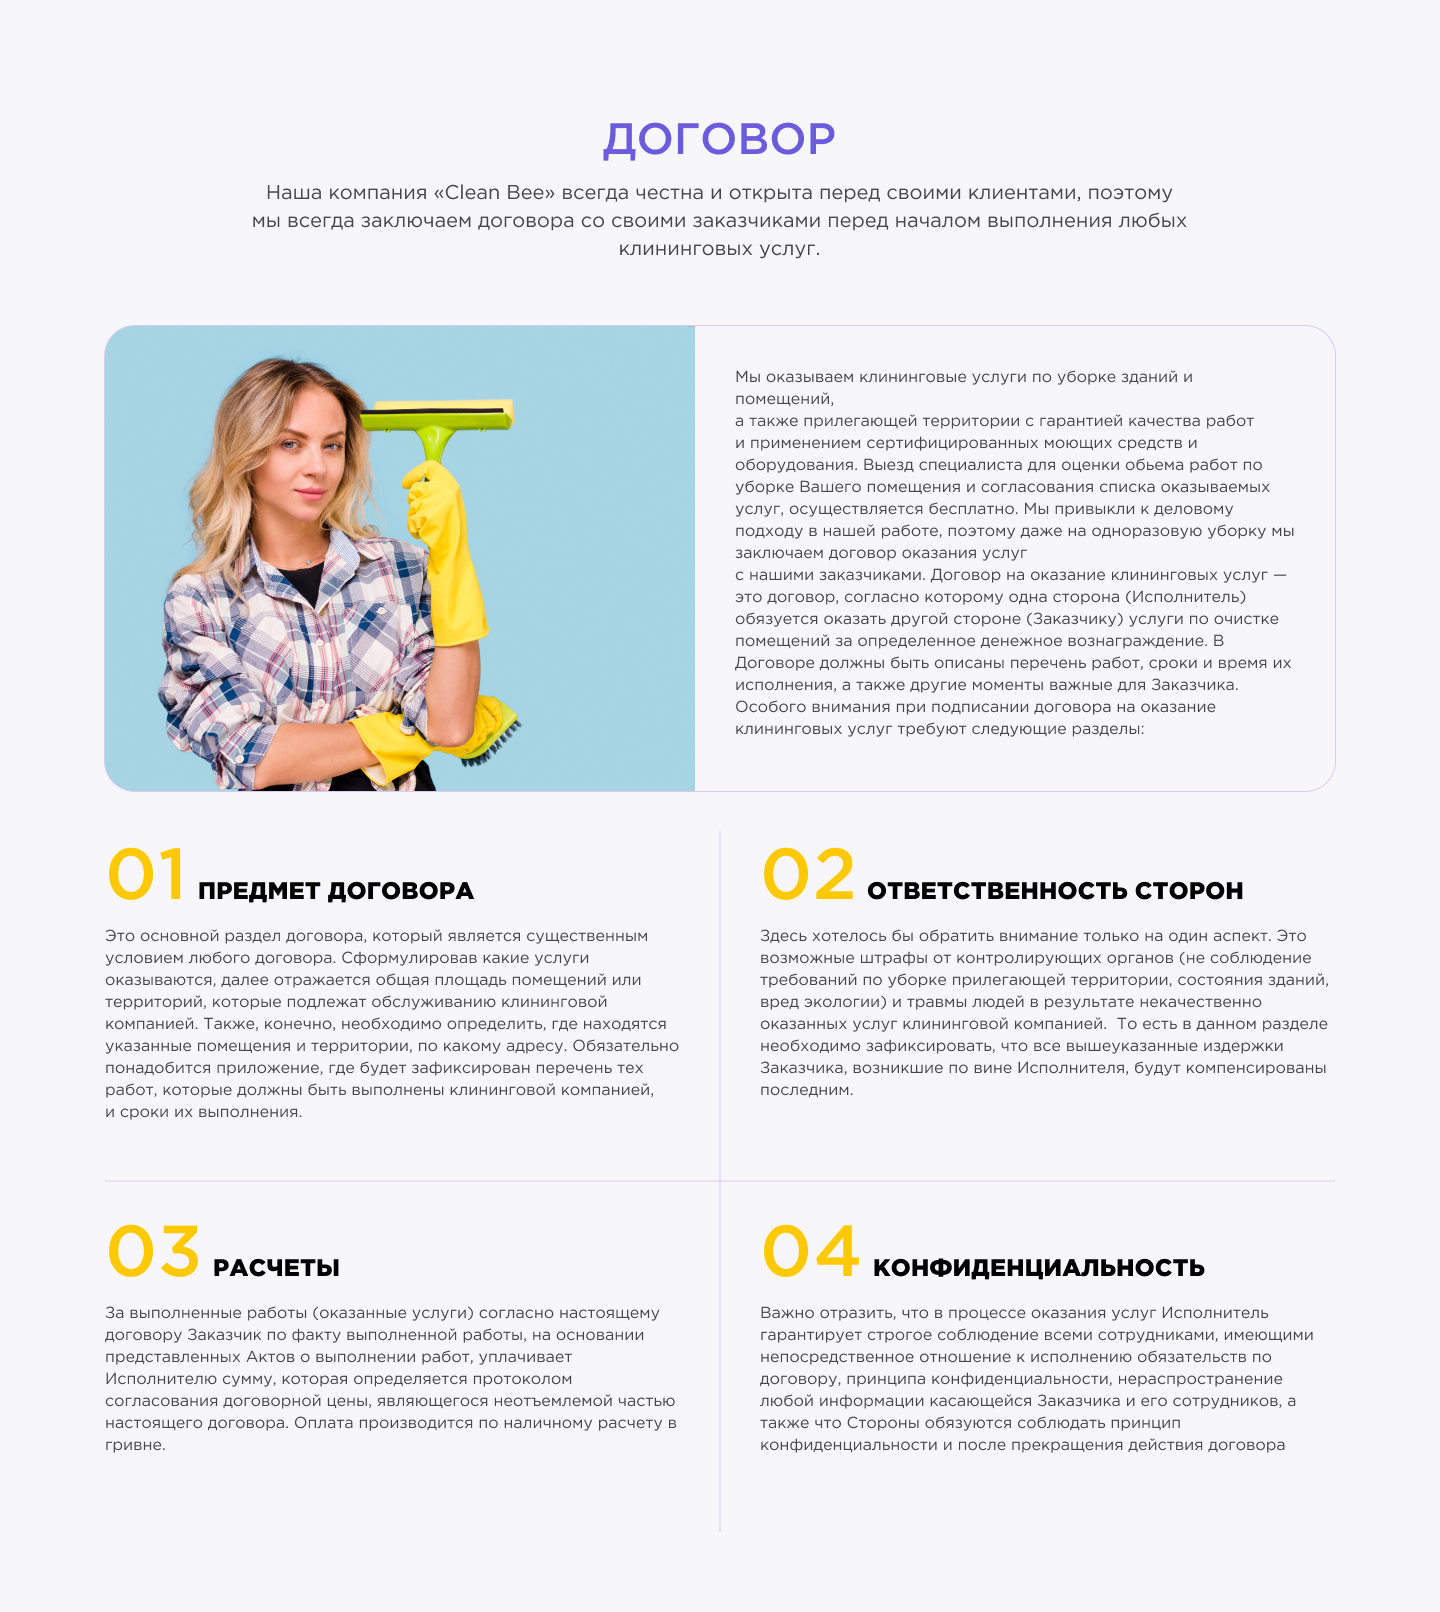 ДОГОВОР
Наша компания «Clean Bee» всегда честна и открыта перед своими клиентами, поэтому
мы всегда заключаем договора со своими заказчиками перед началом выполнения любых
клининговых услуг.
Мы оказываем клининговые услуги по уборке зданий и
помещений,
а также прилегающей территории с гарантией качества работ
и применением сертифицированных моющих средств и
оборудования. Выезд специалиста для оценки обьема работ по
уборке Вашего помещения и согласования списка оказываемых
услуг, осуществляется бесплатно. Мы привыкли к деловому
подходу в нашей работе, поэтому даже на одноразовую уборку мы
заключаем договор оказания услуг
с нашими заказчиками. Договор на оказание клининговых услуг —
это договор, согласно которому одна сторона (Исполнитель)
обязуется оказать другой стороне (Заказчику) услуги по очистке
помещений за определенное денежное вознаграждение. В
Договоре должны быть описаны перечень работ, сроки и время их
исполнения, а также другие моменты важные для Заказчика.
Особого внимания при подписании договора на оказание
клининговых услуг требуют следующие разделы:
01 ПРЕДМЕТ ДОГОВОРА
Это основной раздел договора, который является существенным
условием любого договора. Сформулировав какие услуги
оказываются, далее отражается общая площадь помещений или
территорий, которые подлежат обслуживанию клининговой
компанией. Также, конечно, необходимо определить, где находятся
указанные помещения и территории, по какому адресу. Обязательно
понадобится приложение, где будет зафиксирован перечень тех
работ, которые должны быть выполнены клининговой компанией,
и сроки их выполнения.
02 ОТВЕТСТВЕННОСТЬ СТОРОН
Здесь хотелось бы обратить внимание только на один аспект. Это
возможные штрафы от контролирующих органов (не соблюдение
требований по уборке прилегающей территории, состояния зданий,
вред экологии) и травмы людей в результате некачественно
оказанных услуг клининговой компанией.  То есть в данном разделе
необходимо зафиксировать, что все вышеуказанные издержки
Заказчика, возникшие по вине Исполнителя, будут компенсированы
последним.
03 РАСЧЕТЫ
За выполненные работы (оказанные услуги) согласно настоящему
договору Заказчик по факту выполненной работы, на основании
представленных Актов о выполнении работ, уплачивает
Исполнителю сумму, которая определяется протоколом
согласования договорной цены, являющегося неотъемлемой частью
настоящего договора. Оплата производится по наличному расчету в
гривне.
04 КОНФИДЕНЦИАЛЬНОСТЬ
Важно отразить, что в процессе оказания услуг Исполнитель
гарантирует строгое соблюдение всеми сотрудниками, имеющими
непосредственное отношение к исполнению обязательств по
договору, принципа конфиденциальности, нераспространение
любой информации касающейся Заказчика и его сотрудников, а
также что Стороны обязуются соблюдать принцип
конфиденциальности и после прекращения действия договора